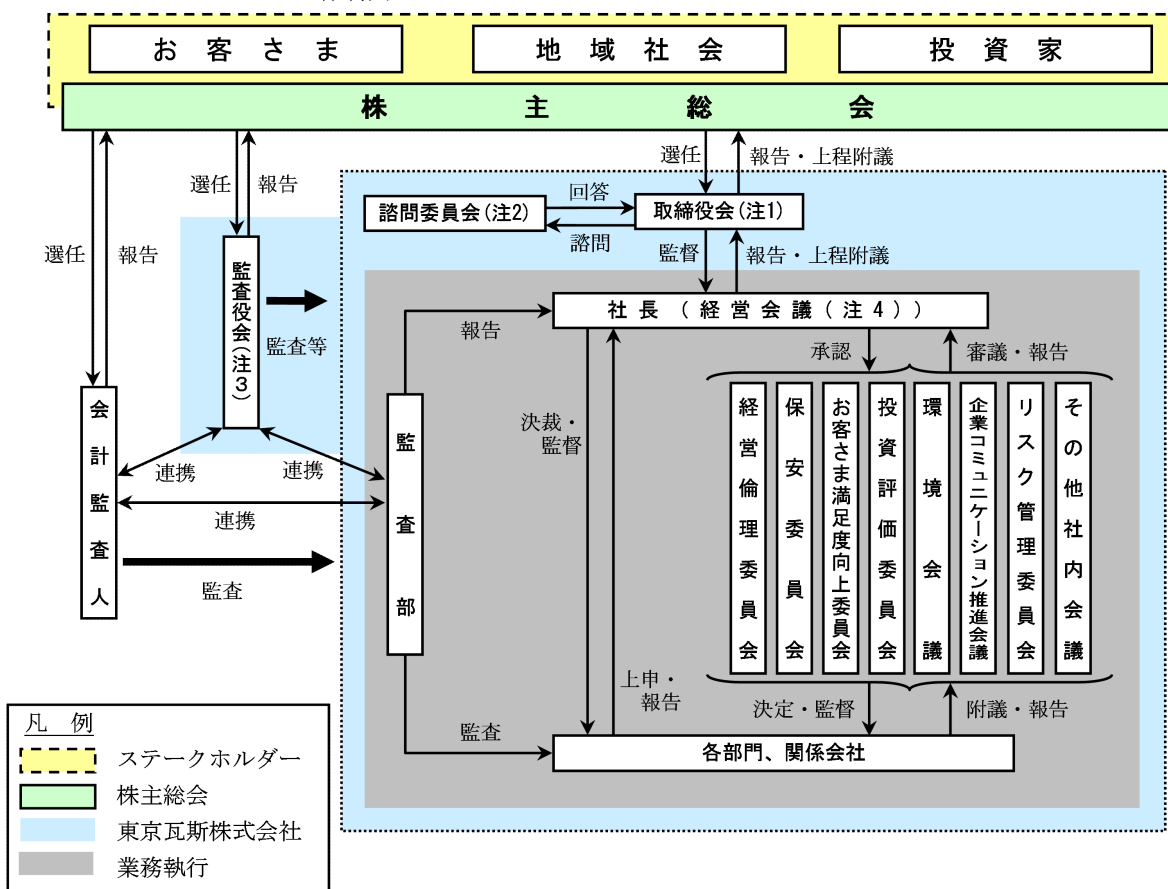 お客さま
地域社会
投資家
株主総会
選任
報告
選任
報告
選任
報告・上程附議
諮問委員会(注2)
回答
諮問
取締役会(注1)
監督
報告・上程附議
監査役会(注3)
監査等
社長(経営会議(注4))
報告
承認
審議・報告
会計監査人
連携
連携
連携
監査
監査部
決裁・
監督
上申・
報告
経営倫理委員会
保安委員会
お客さま満足度向上委員会
投資評価委員会
環境会議
企業コミュニケーション推進会議
リスク管理委員会
その他社内会議
決定・監督
附議・報告
監査
各部門、関係会社
凡例
ステークホルダー
株主総会
東京瓦斯株式会社
業務執行